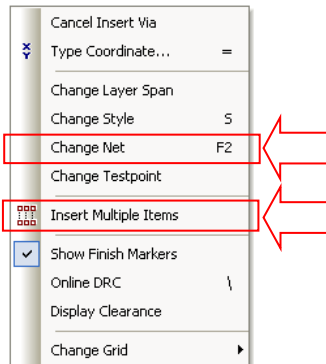 Cancel Insert Via
X Y Type Coordinate... =
Change Layer Span
Change Style S
Change Net F2
Change Testpoint
Insert Multiple Items
Show Finish Markers
Online DRC \
Display Clearance
Change Grid